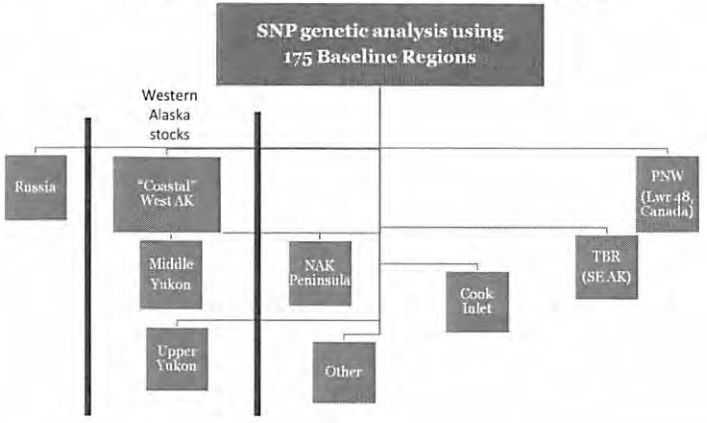 SNP genetic analysis using
175 Baseline Regions
Western
Alaska
stocks
Russia
"Coastal"
West AK
PNW
(Lwr 48,
Canada)
Middle
Yukon
NAK
Peninsula
TBR
(SE AK)
Cook
Inlet
Upper
Yukon
Other